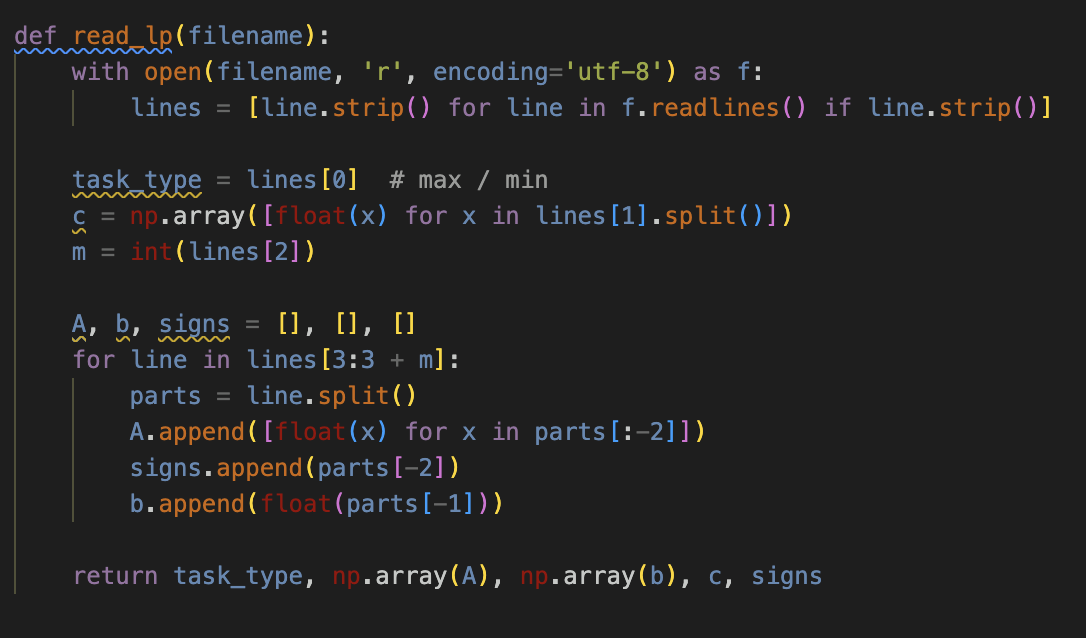 def read_lp(filename):
    with open(filename, 'r', encoding='utf-8') as f:
        lines = [line.strip() for line in f.readlines() if line.strip()]

    task_type = lines[0]  # max / min
    c = np.array([float(x) for x in lines[1].split()])
    m = int(lines[2])

    A, b, signs = [], [], []
    for line in lines[3:3 + m]:
        parts = line.split()
        A.append([float(x) for x in parts[:-2]])
        signs.append(parts[-2])
        b.append(float(parts[-1]))

    return task_type, np.array(A), np.array(b), c, signs